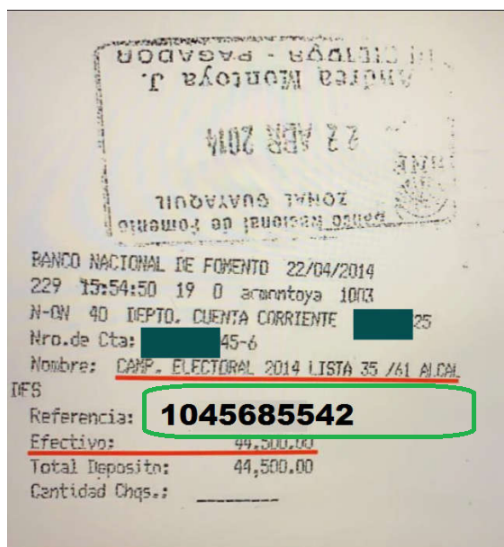 Banco Nacional de Fomento
ZONAL GUAYAQUIL
22 ABR 2014
Andrea Montoya J.
RECIBIDOR - PAGADOR
BANCO NACIONAL DE FOMENTO 22/04/2014
229 15:54:50 19 0 armontoya 1003
N-ON 40 DEPTO. CUENTA CORRIENTE 25
Nro.de Cta: 45-6
Nombre: CAMP. ELECTORAL 2014 LISTA 35 /61 ALCAL
DES
Referencia: 1045685542
Efectivo: 44,500.00
Total Deposito: 44,500.00
Cantidad Chqs.: